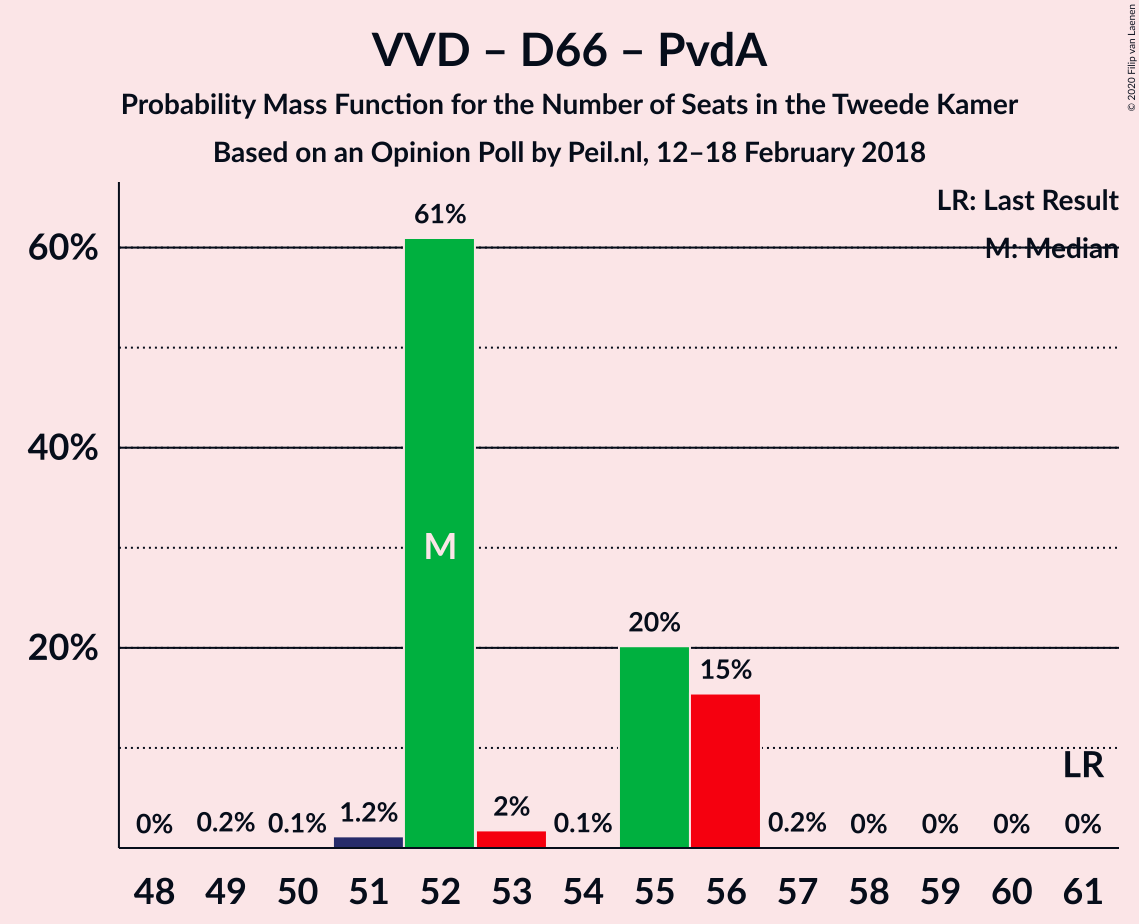 VVD – D66 – PvdA
Probability Mass Function for the Number of Seats in the Tweede Kamer
Based on an Opinion Poll by Peil.nl, 12–18 February 2018
© 2020 Filip van Laenen
LR: Last Result
M: Median
60%
40%
20%
61%
M
20%
15%
LR
0%
0.2%
0.1%
1.2%
2%
0.1%
0.2%
0%
0%
0%
0%
48 49 50 51 52 53 54 55 56 57 58 59 60 61